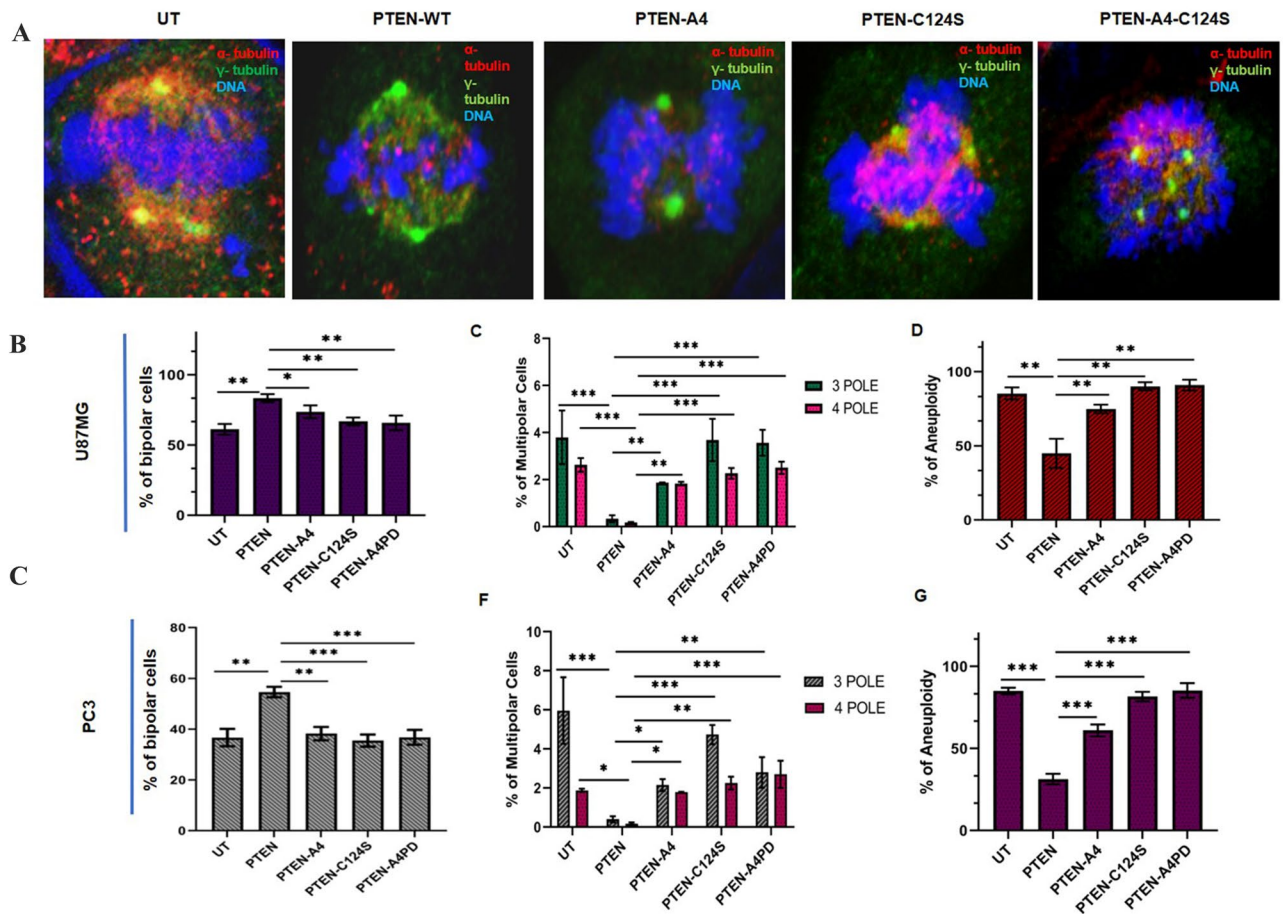 A
UT
PTEN-WT
PTEN-A4
PTEN-C124S
PTEN-A4-C124S
α- tubulin
γ- tubulin
DNA
α-
tubulin
γ-
tubulin
DNA
α- tubulin
γ- tubulin
DNA
α- tubulin
γ- tubulin
DNA
α- tubulin
γ- tubulin
DNA
B
U87MG
% of bipolar cells
100
50
0
**
*
**
**
UT
PTEN
PTEN-A4
PTEN-C124S
PTEN-A4PD
C
% of Multipolar Cells
8
6
4
2
0
***
***
***
***
***
***
**
**
3 POLE
4 POLE
UT
PTEN
PTEN-A4
PTEN-C124S
PTEN-A4PD
D
% of Aneuploidy
100
50
0
**
**
**
**
UT
PTEN
PTEN-A4
PTEN-C124S
PTEN-A4PD
C
PC3
% of bipolar cells
80
60
40
20
0
**
***
***
**
UT
PTEN
PTEN-A4
PTEN-C124S
PTEN-A4PD
F
% of Multipolar Cells
10
8
6
4
2
0
***
**
***
***
**
*
*
*
3 POLE
4 POLE
UT
PTEN
PTEN-A4
PTEN-C124S
PTEN-A4PD
G
% of Aneuploidy
100
50
0
***
***
***
***
UT
PTEN
PTEN-A4
PTEN-C124S
PTEN-A4PD